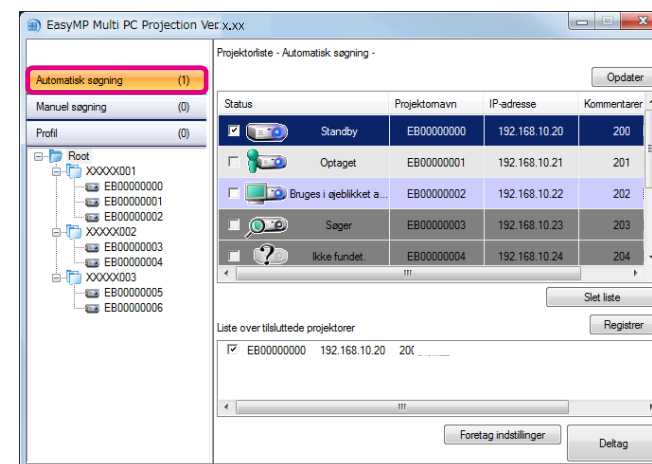 EasyMP Multi PC Projection Ver.x.xx
Projektorliste - Automatisk søgning -
Automatisk søgning (1)
Manuel søgning (0)
Profil (0)
Root
XXXXX001
EB00000000
EB00000001
EB00000002
XXXXX002
EB00000003
EB00000004
XXXXX003
EB00000005
EB00000006
Opdater
Status Projektornavn IP-adresse Kommentarer
Standby EB00000000 192.168.10.20 200
Optaget EB00000001 192.168.10.21 201
Bruges i øjeblikket a... EB00000002 192.168.10.22 202
Søger EB00000003 192.168.10.23 203
Ikke fundet. EB00000004 192.168.10.24 204
Slet liste
Liste over tilsluttede projektorer
Registrer
EB00000000 192.168.10.20 200
Foretag indstillinger
Deltag